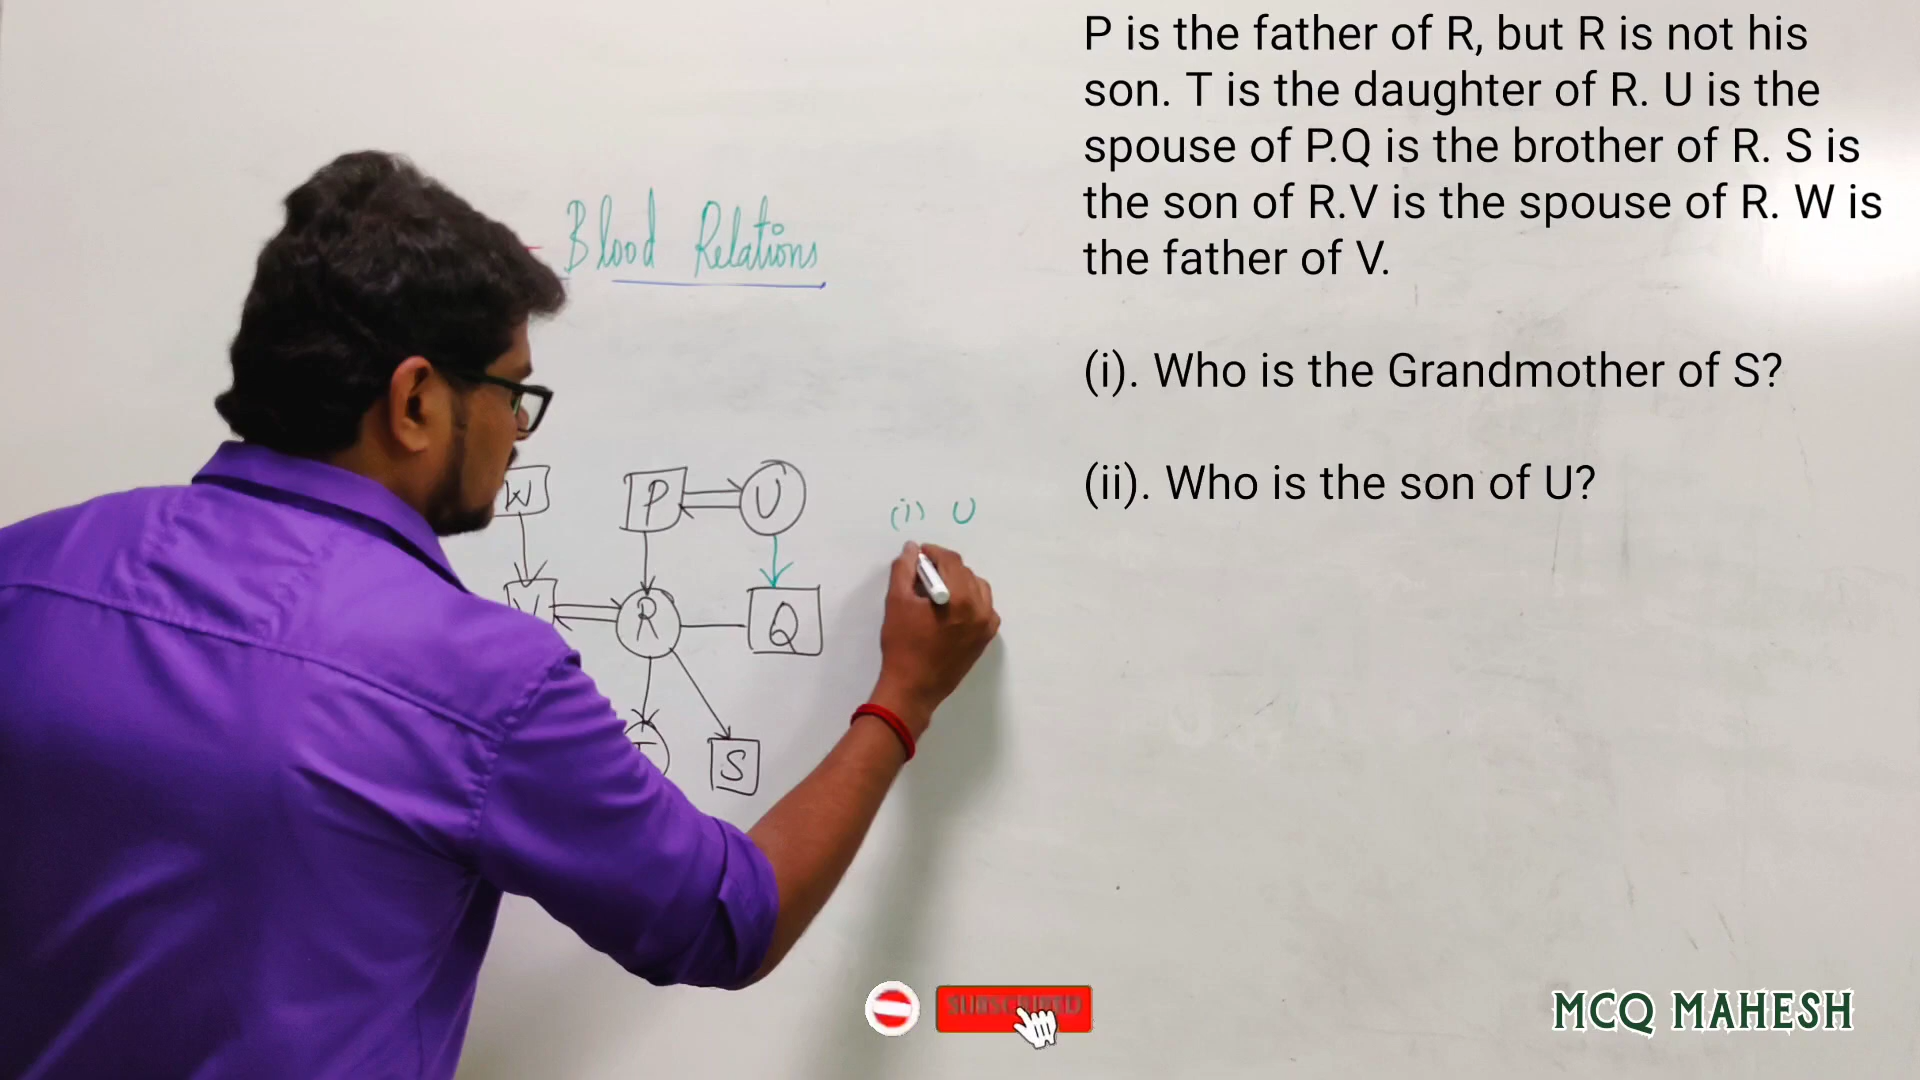 P is the father of R, but R is not his
son. T is the daughter of R. U is the
spouse of P.Q is the brother of R. S is
the son of R.V is the spouse of R. W is
the father of V.
(i). Who is the Grandmother of S?
(ii). Who is the son of U?
Blood Relations
W
P
U
(i) U
V
R
Q
T
S
SUBSCRIBED
MCQ MAHESH